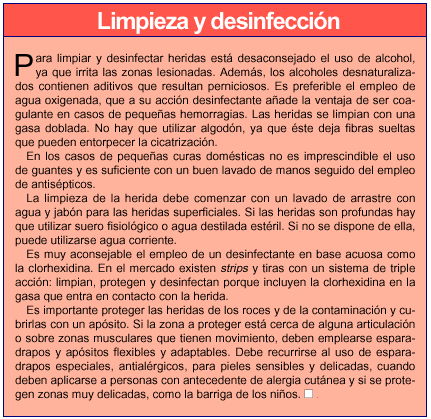 Limpieza y desinfección
Para limpiar y desinfectar heridas está desaconsejado el uso de alcohol,
ya que irrita las zonas lesionadas. Además, los alcoholes desnaturaliza-
dos contienen aditivos que resultan perniciosos. Es preferible el empleo de
agua oxigenada, que a su acción desinfectante añade la ventaja de ser coa-
gulante en casos de pequeñas hemorragias. Las heridas se limpian con una
gasa doblada. No hay que utilizar algodón, ya que éste deja fibras sueltas
que pueden entorpecer la cicatrización.
En los casos de pequeñas curas domésticas no es imprescindible el uso
de guantes y es suficiente con un buen lavado de manos seguido del empleo
de antisépticos.
La limpieza de la herida debe comenzar con un lavado de arrastre con
agua y jabón para las heridas superficiales. Si las heridas son profundas hay
que utilizar suero fisiológico o agua destilada estéril. Si no se dispone de ella,
puede utilizarse agua corriente.
Es muy aconsejable el empleo de un desinfectante en base acuosa como
la clorhexidina. En el mercado existen strips y tiras con un sistema de triple
acción: limpian, protegen y desinfectan porque incluyen la clorhexidina en la
gasa que entra en contacto con la herida.
Es importante proteger las heridas de los roces y de la contaminación y cu-
brirlas con un apósito. Si la zona a proteger está cerca de alguna articulación
o sobre zonas musculares que tienen movimiento, deben emplearse espara-
drapos y apósitos flexibles y adaptables. Debe recurrirse al uso de espara-
drapos especiales, antialérgicos, para pieles sensibles y delicadas, cuando
deben aplicarse a personas con antecedente de alergia cutánea y si se prote-
gen zonas muy delicadas, como la barriga de los niños.